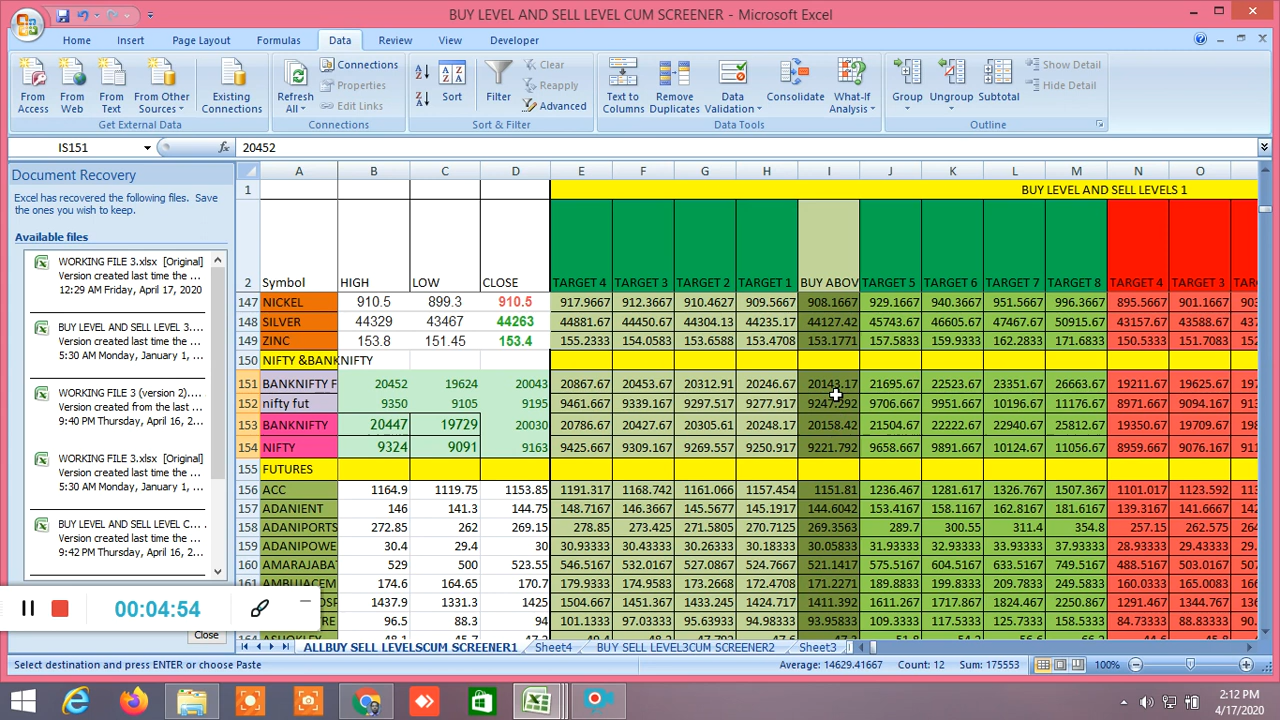 BUY LEVEL AND SELL LEVEL CUM SCREENER - Microsoft Excel
Home Insert Page Layout Formulas Data Review View Developer
From Access From Web From Text From Other Sources Existing Connections Refresh All Connections Properties Edit Links Sort Filter Clear Reapply Advanced Text to Columns Remove Duplicates Data Validation Consolidate What-If Analysis Group Ungroup Subtotal Show Detail Hide Detail
Get External Data Connections Sort & Filter Data Tools Outline
IS151 fx 20452
Document Recovery
Excel has recovered the following files. Save
the ones you wish to keep.
Available files
WORKING FILE 3.xlsx [Original]
Version created last time the ...
12:29 AM Friday, April 17, 2020
BUY LEVEL AND SELL LEVEL 3....
Version created last time the ...
5:30 AM Monday, January 1, ...
WORKING FILE 3 (version 2)....
Version created from the last ...
9:40 PM Thursday, April 16, 2...
WORKING FILE 3.xlsx [Original]
Version created last time the ...
5:30 AM Monday, January 1, ...
BUY LEVEL AND SELL LEVEL C... .
Version created last time the ...
9:42 PM Thursday, April 16, ...
00:04:54
Close
A B C D E F G H I J K L M N O
1 BUY LEVEL AND SELL LEVELS 1
2 Symbol HIGH LOW CLOSE TARGET 4 TARGET 3 TARGET 2 TARGET 1 BUY ABOV TARGET 5 TARGET 6 TARGET 7 TARGET 8 TARGET 4 TARGET 3
147 NICKEL 910.5 899.3 910.5 917.9667 912.3667 910.4627 909.5667 908.1667 929.1667 940.3667 951.5667 996.3667 895.5667 901.1667 903
148 SILVER 44329 43467 44263 44881.67 44450.67 44304.13 44235.17 44127.42 45743.67 46605.67 47467.67 50915.67 43157.67 43588.67 437
149 ZINC 153.8 151.45 153.4 155.2333 154.0583 153.6588 153.4708 153.1771 157.5833 159.9333 162.2833 171.6833 150.5333 151.7083 152
150 NIFTY &BANKNIFTY
151 BANKNIFTY F 20452 19624 20043 20867.67 20453.67 20312.91 20246.67 20143.17 21695.67 22523.67 23351.67 26663.67 19211.67 19625.67 197
152 nifty fut 9350 9105 9195 9461.667 9339.167 9297.517 9277.917 9247.292 9706.667 9951.667 10196.67 11176.67 8971.667 9094.167 913
153 BANKNIFTY 20447 19729 20030 20786.67 20427.67 20305.61 20248.17 20158.42 21504.67 22222.67 22940.67 25812.67 19350.67 19709.67 198
154 NIFTY 9324 9091 9163 9425.667 9309.167 9269.557 9250.917 9221.792 9658.667 9891.667 10124.67 11056.67 8959.667 9076.167 911
155 FUTURES
156 ACC 1164.9 1119.75 1153.85 1191.317 1168.742 1161.066 1157.454 1151.81 1236.467 1281.617 1326.767 1507.367 1101.017 1123.592 113
157 ADANIENT 146 141.3 144.75 148.7167 146.3667 145.5677 145.1917 144.6042 153.4167 158.1167 162.8167 181.6167 139.3167 141.6667 142
158 ADANIPORTS 272.85 262 269.15 278.85 273.425 271.5805 270.7125 269.3563 289.7 300.55 311.4 354.8 257.15 262.575 264
159 ADANIPOWE 30.4 29.4 30 30.93333 30.43333 30.26333 30.18333 30.05833 31.93333 32.93333 33.93333 37.93333 28.93333 29.43333
160 AMARAJABA 529 500 523.55 546.5167 532.0167 527.0867 524.7667 521.1417 575.5167 604.5167 633.5167 749.5167 488.5167 503.0167 507
161 AMBUJACEM 174.6 164.65 170.7 179.9333 174.9583 173.2668 172.4708 171.2271 189.8833 199.8333 209.7833 249.5833 160.0333 165.0083
1437.9 1331.3 1425 1504.667 1451.367 1433.245 1424.717 1411.392 1611.267 1717.867 1824.467 2250.867 1291.467 1344.767
96.5 88.3 94 101.1333 97.03333 95.63933 94.98333 93.95833 109.3333 117.5333 125.7333 158.5333 84.73333 88.83333
ALLBUY SELL LEVELSCUM SCREENER1 Sheet4 BUY SELL LEVEL3CUM SCREENER2 Sheet3
Select destination and press ENTER or choose Paste Average: 14629.41667 Count: 12 Sum: 175553 100%
2:12 PM
4/17/2020